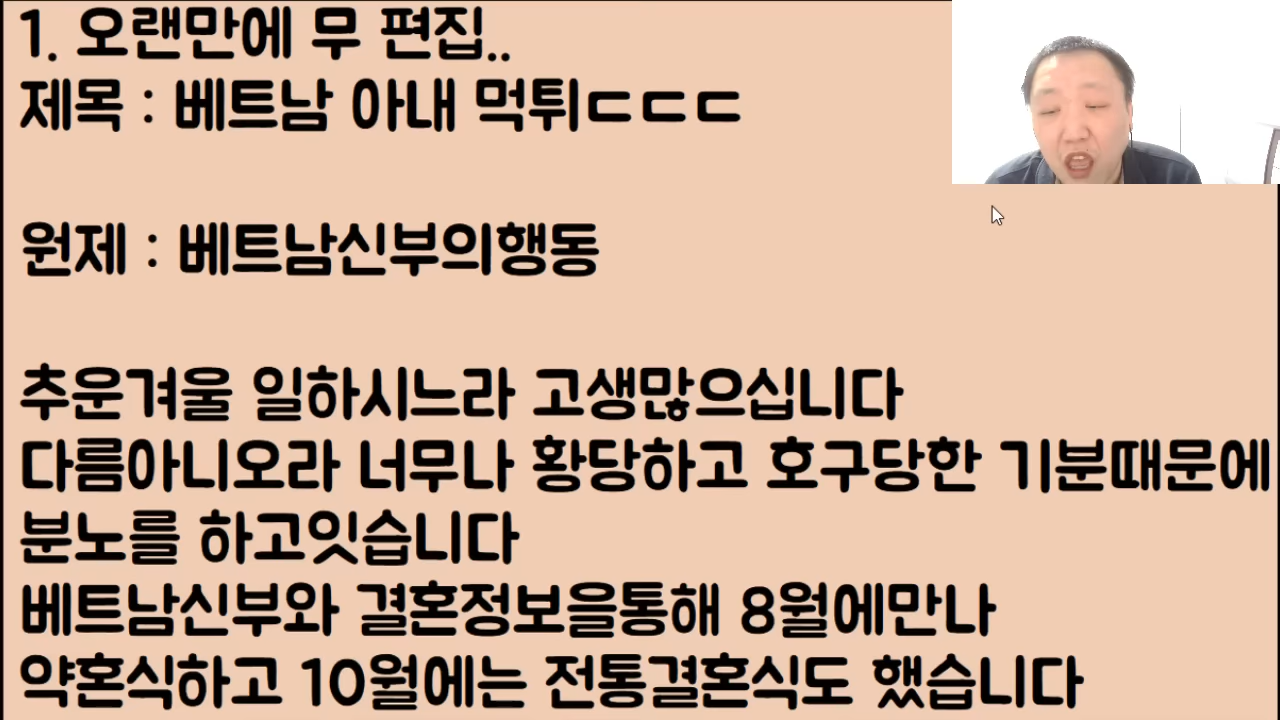 1. 오랜만에 무 편집..
제목 : 베트남 아내 먹튀ㄷㄷㄷ
원제 : 베트남신부의행동
추운겨울 일하시느라 고생많으십니다
다름아니오라 너무나 황당하고 호구당한 기분때문에
분노를 하고잇습니다
베트남신부와 결혼정보을통해 8월에만나
약혼식하고 10월에는 전통결혼식도 했습니다